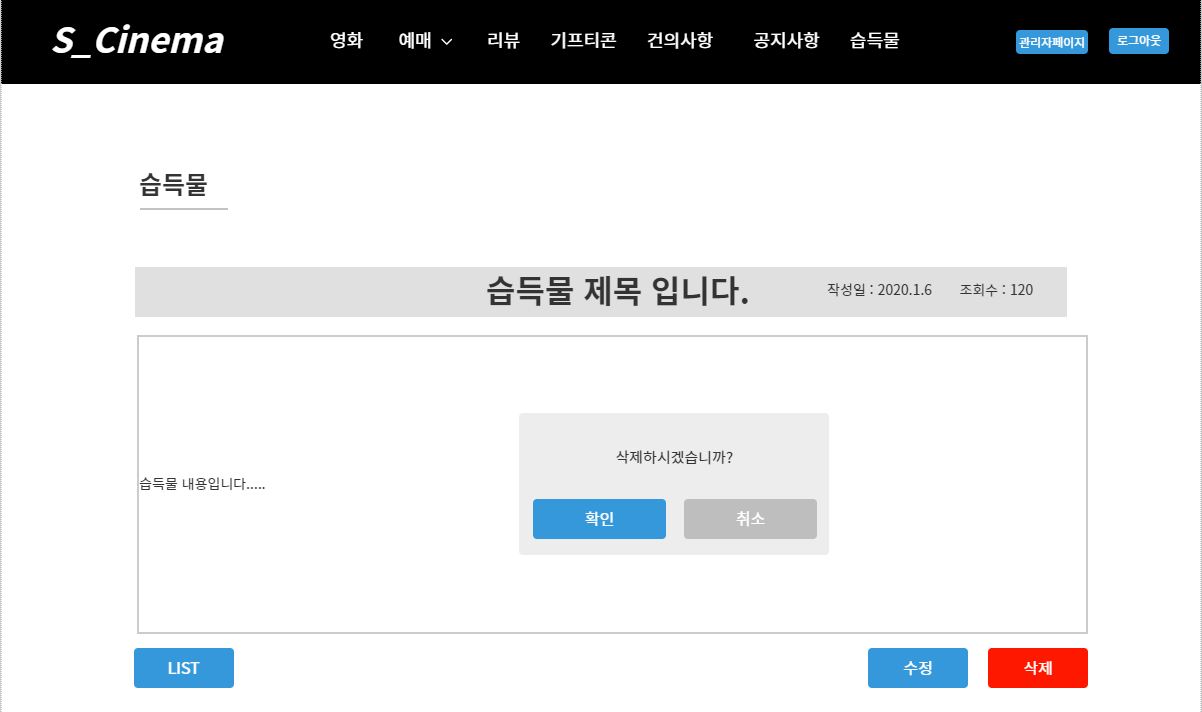 S_Cinema 영화 예매 리뷰 기프티콘 건의사항 공지사항 습득물 관리자페이지 로그아웃
습득물
습득물 제목 입니다. 작성일 : 2020.1.6 조회수 : 120
삭제하시겠습니까?
습득물 내용입니다.....
확인 취소
LIST 수정 삭제